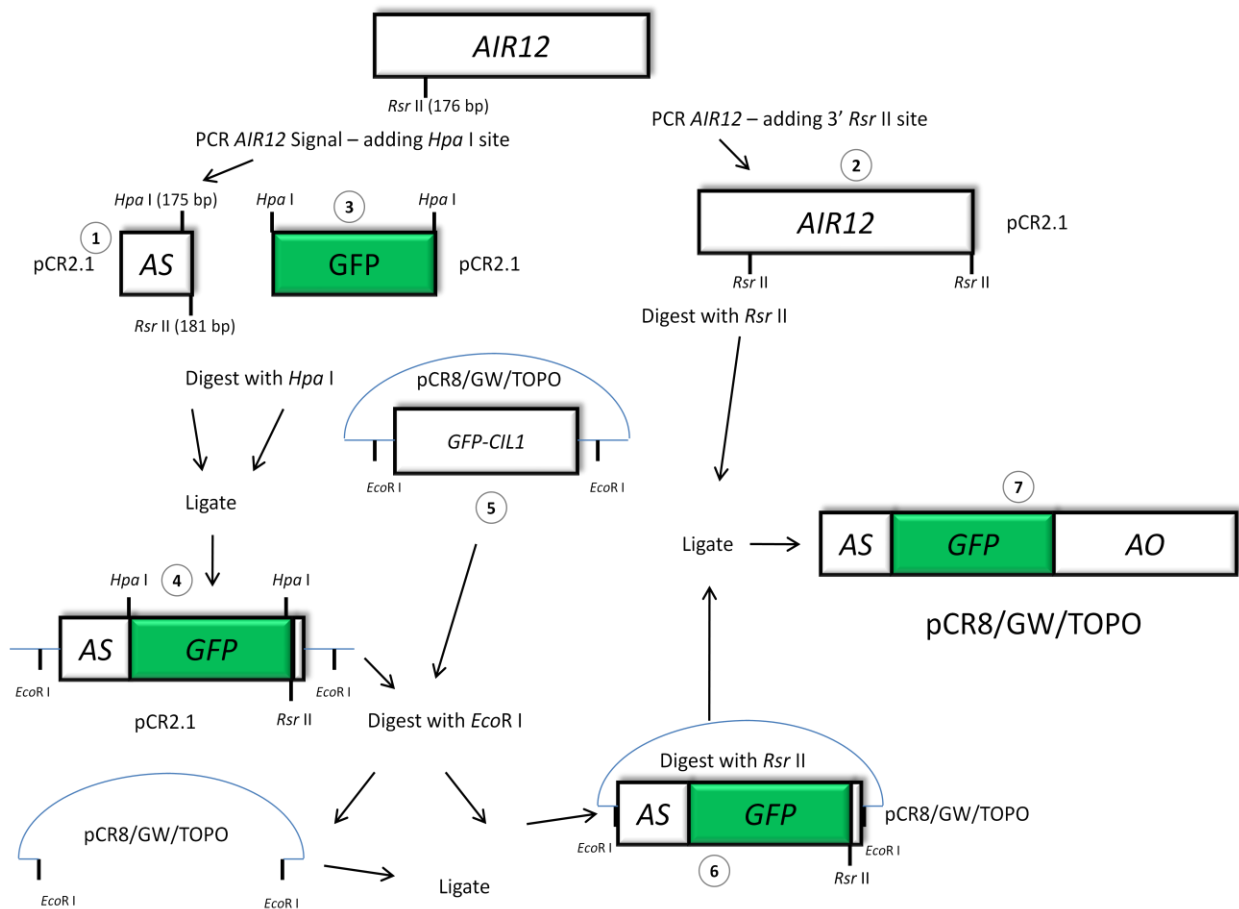 AIR12
Rsr II (176 bp)
PCR AIR12 – adding 3' Rsr II site
PCR AIR12 Signal – adding Hpa I site
2
Hpa I (175 bp)
Hpa I
3
Hpa I
1
pCR2.1
AS
GFP
pCR2.1
AIR12
pCR2.1
Rsr II (181 bp)
Rsr II
Rsr II
Digest with Rsr II
Digest with Hpa I
pCR8/GW/TOPO
GFP-CIL1
EcoR I
EcoR I
5
Ligate
7
Ligate
AS
GFP
AO
pCR8/GW/TOPO
Hpa I
4
Hpa I
AS
GFP
EcoR I
EcoR I
Rsr II
pCR2.1
Digest with EcoR I
Digest with Rsr II
AS
GFP
pCR8/GW/TOPO
EcoR I
EcoR I
6
Rsr II
pCR8/GW/TOPO
EcoR I
EcoR I
Ligate